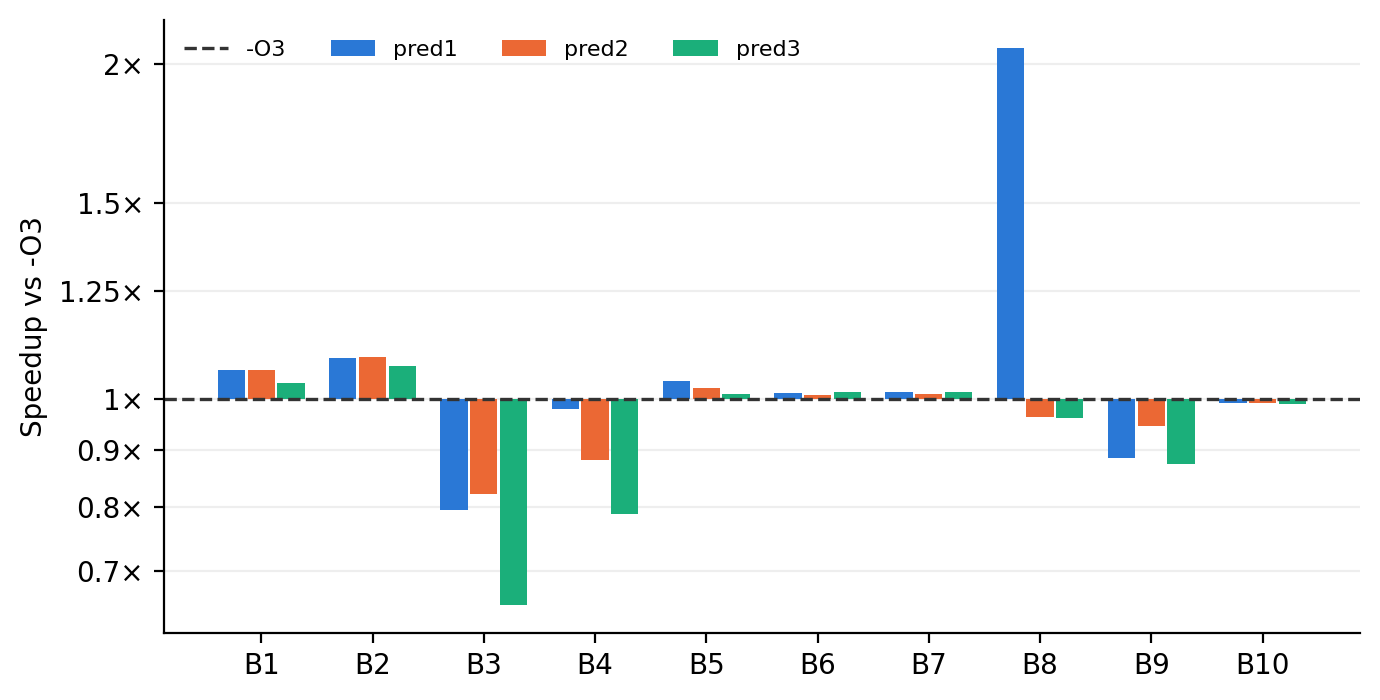 -O3 pred1 pred2 pred3
Speedup vs -O3
2×
1.5×
1.25×
1×
0.9×
0.8×
0.7×
B1 B2 B3 B4 B5 B6 B7 B8 B9 B10